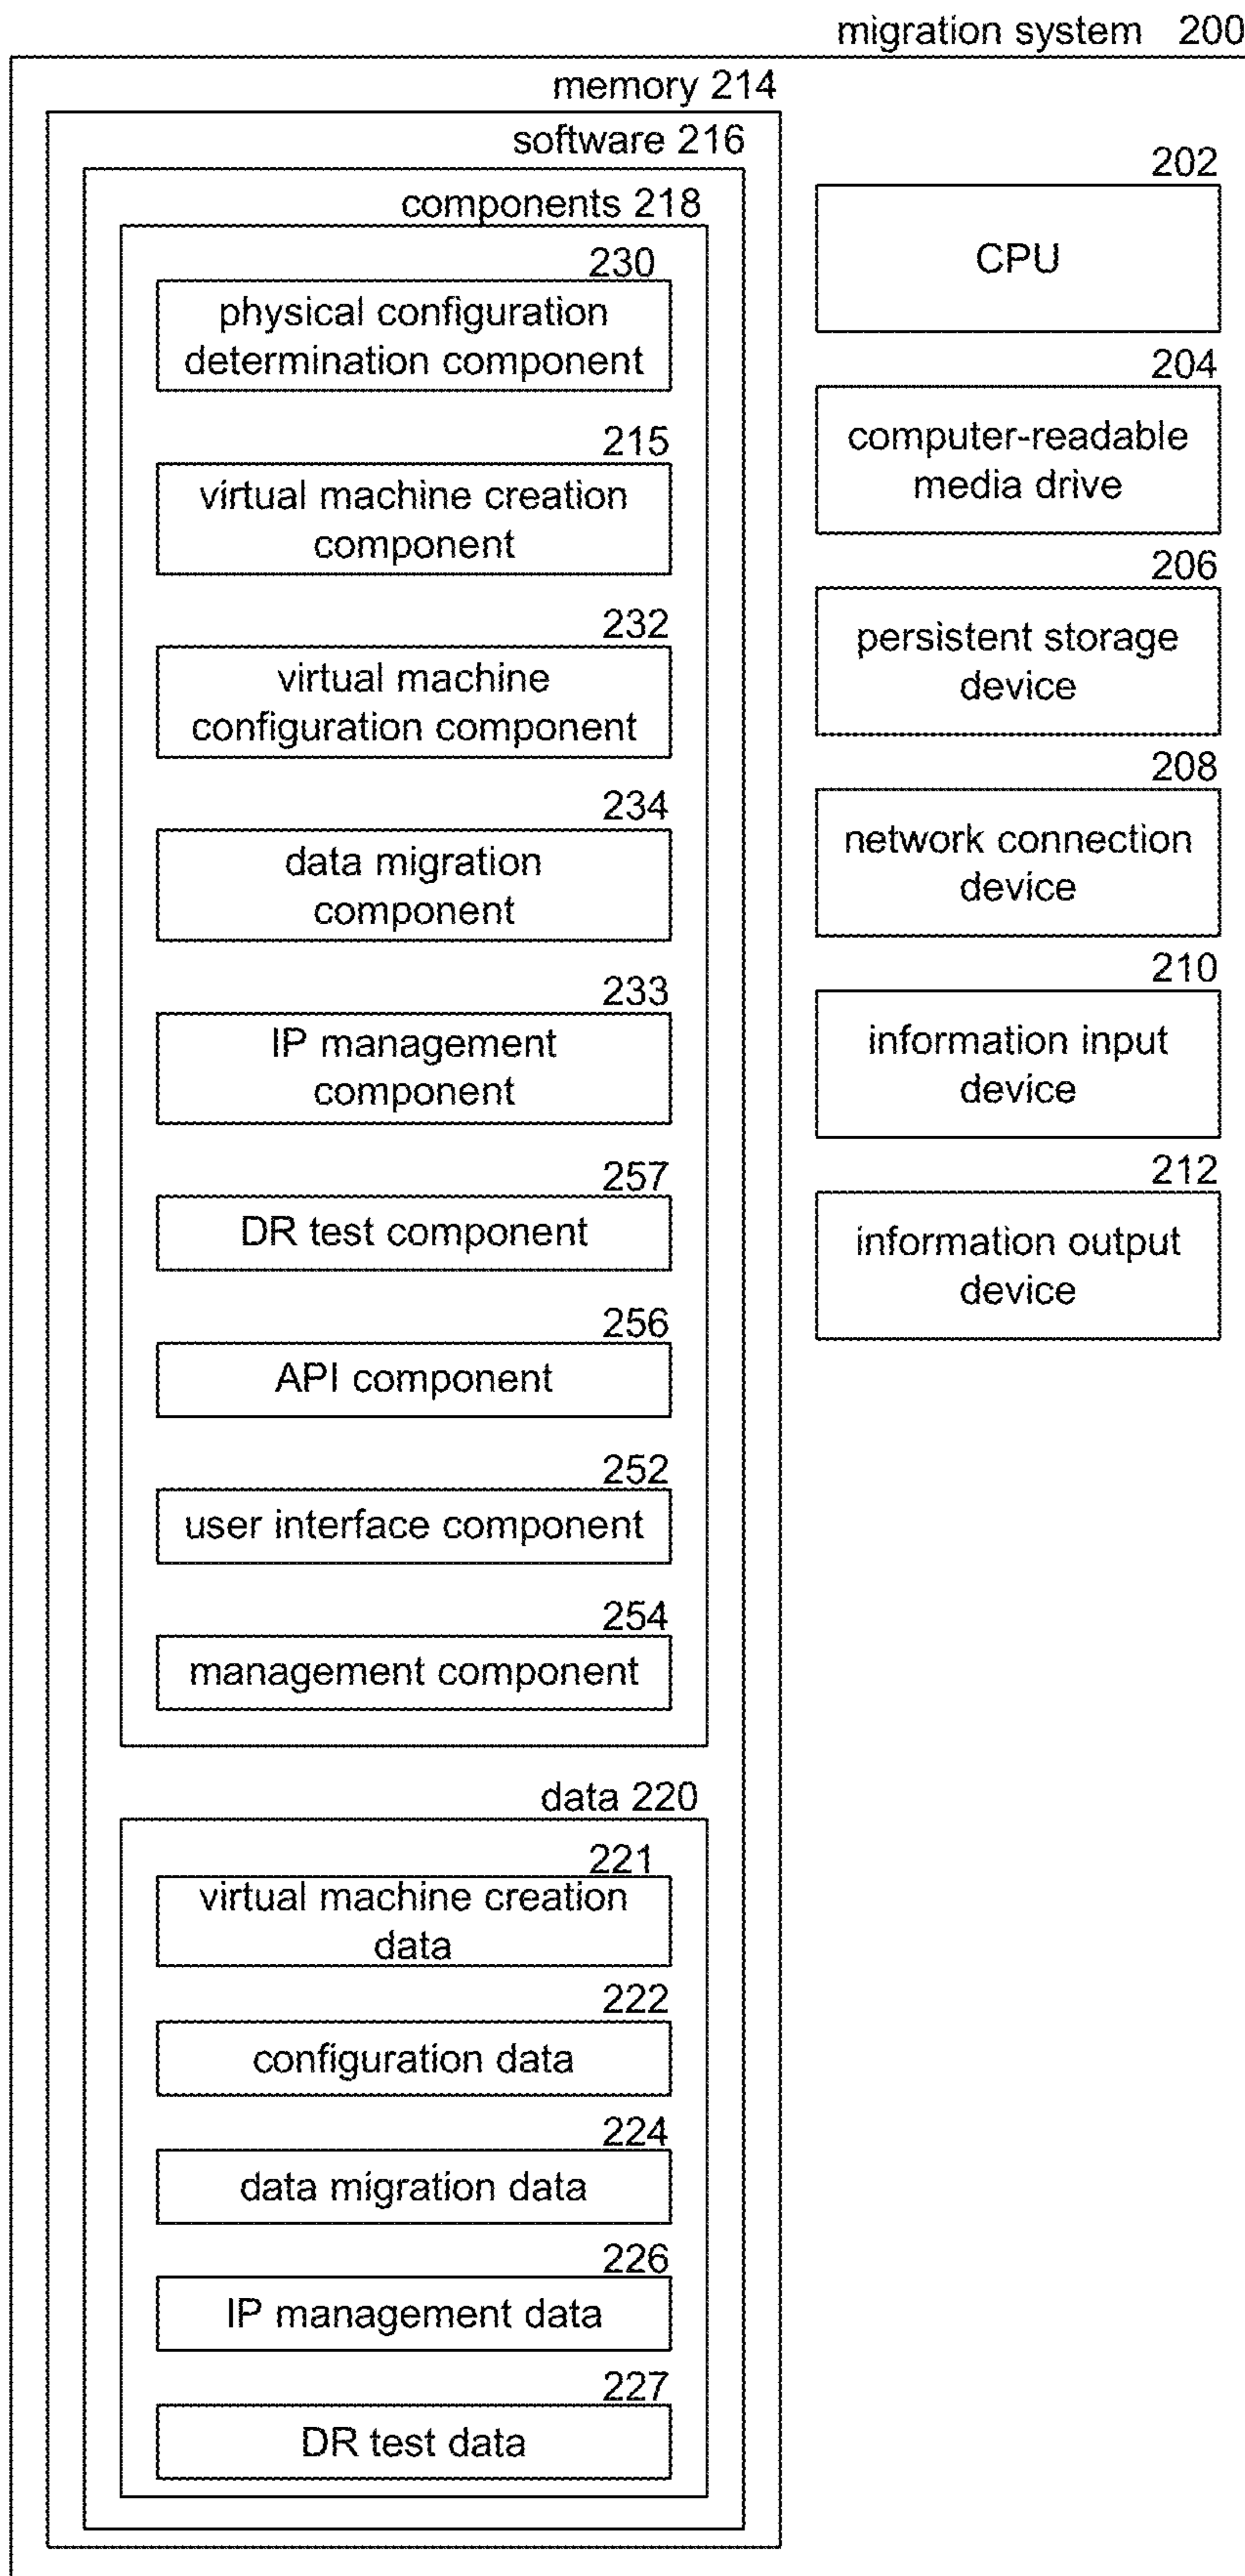 migration system 200
memory 214
software 216
components 218
230
physical configuration
determination component
215
virtual machine creation
component
232
virtual machine
configuration component
234
data migration
component
233
IP management
component
257
DR test component
256
API component
252
user interface component
254
management component
data 220
221
virtual machine creation
data
222
configuration data
224
data migration data
226
IP management data
227
DR test data
202
CPU
204
computer-readable
media drive
206
persistent storage
device
208
network connection
device
210
information input
device
212
information output
device